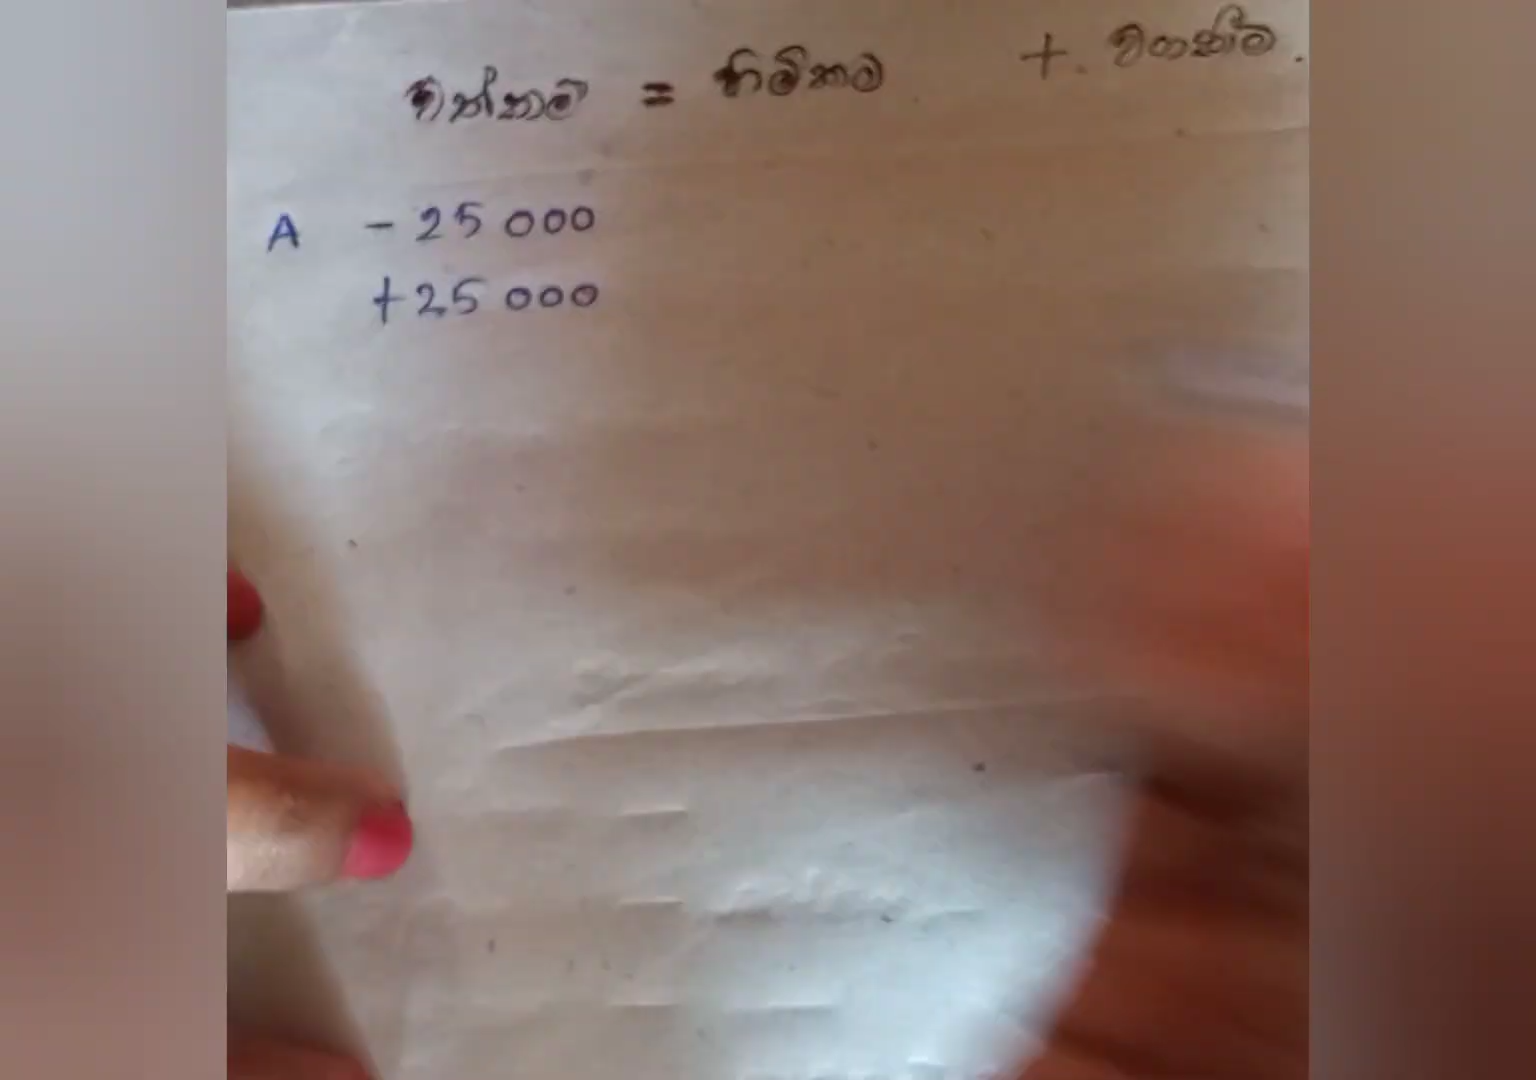 වත්කම් = හිමිකම + වගකීම්.
A - 25 000
+ 25 000